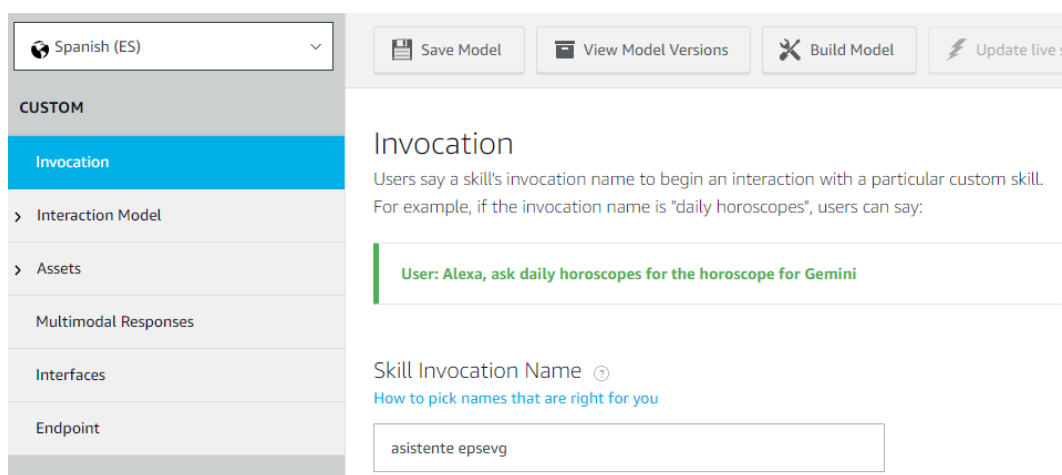 Spanish (ES)
Save Model
View Model Versions
Build Model
Update live
CUSTOM
Invocation
Interaction Model
Assets
Multimodal Responses
Interfaces
Endpoint
Invocation
Users say a skill's invocation name to begin an interaction with a particular custom skill.
For example, if the invocation name is "daily horoscopes", users can say:
User: Alexa, ask daily horoscopes for the horoscope for Gemini
Skill Invocation Name ?
How to pick names that are right for you
asistente epsevg